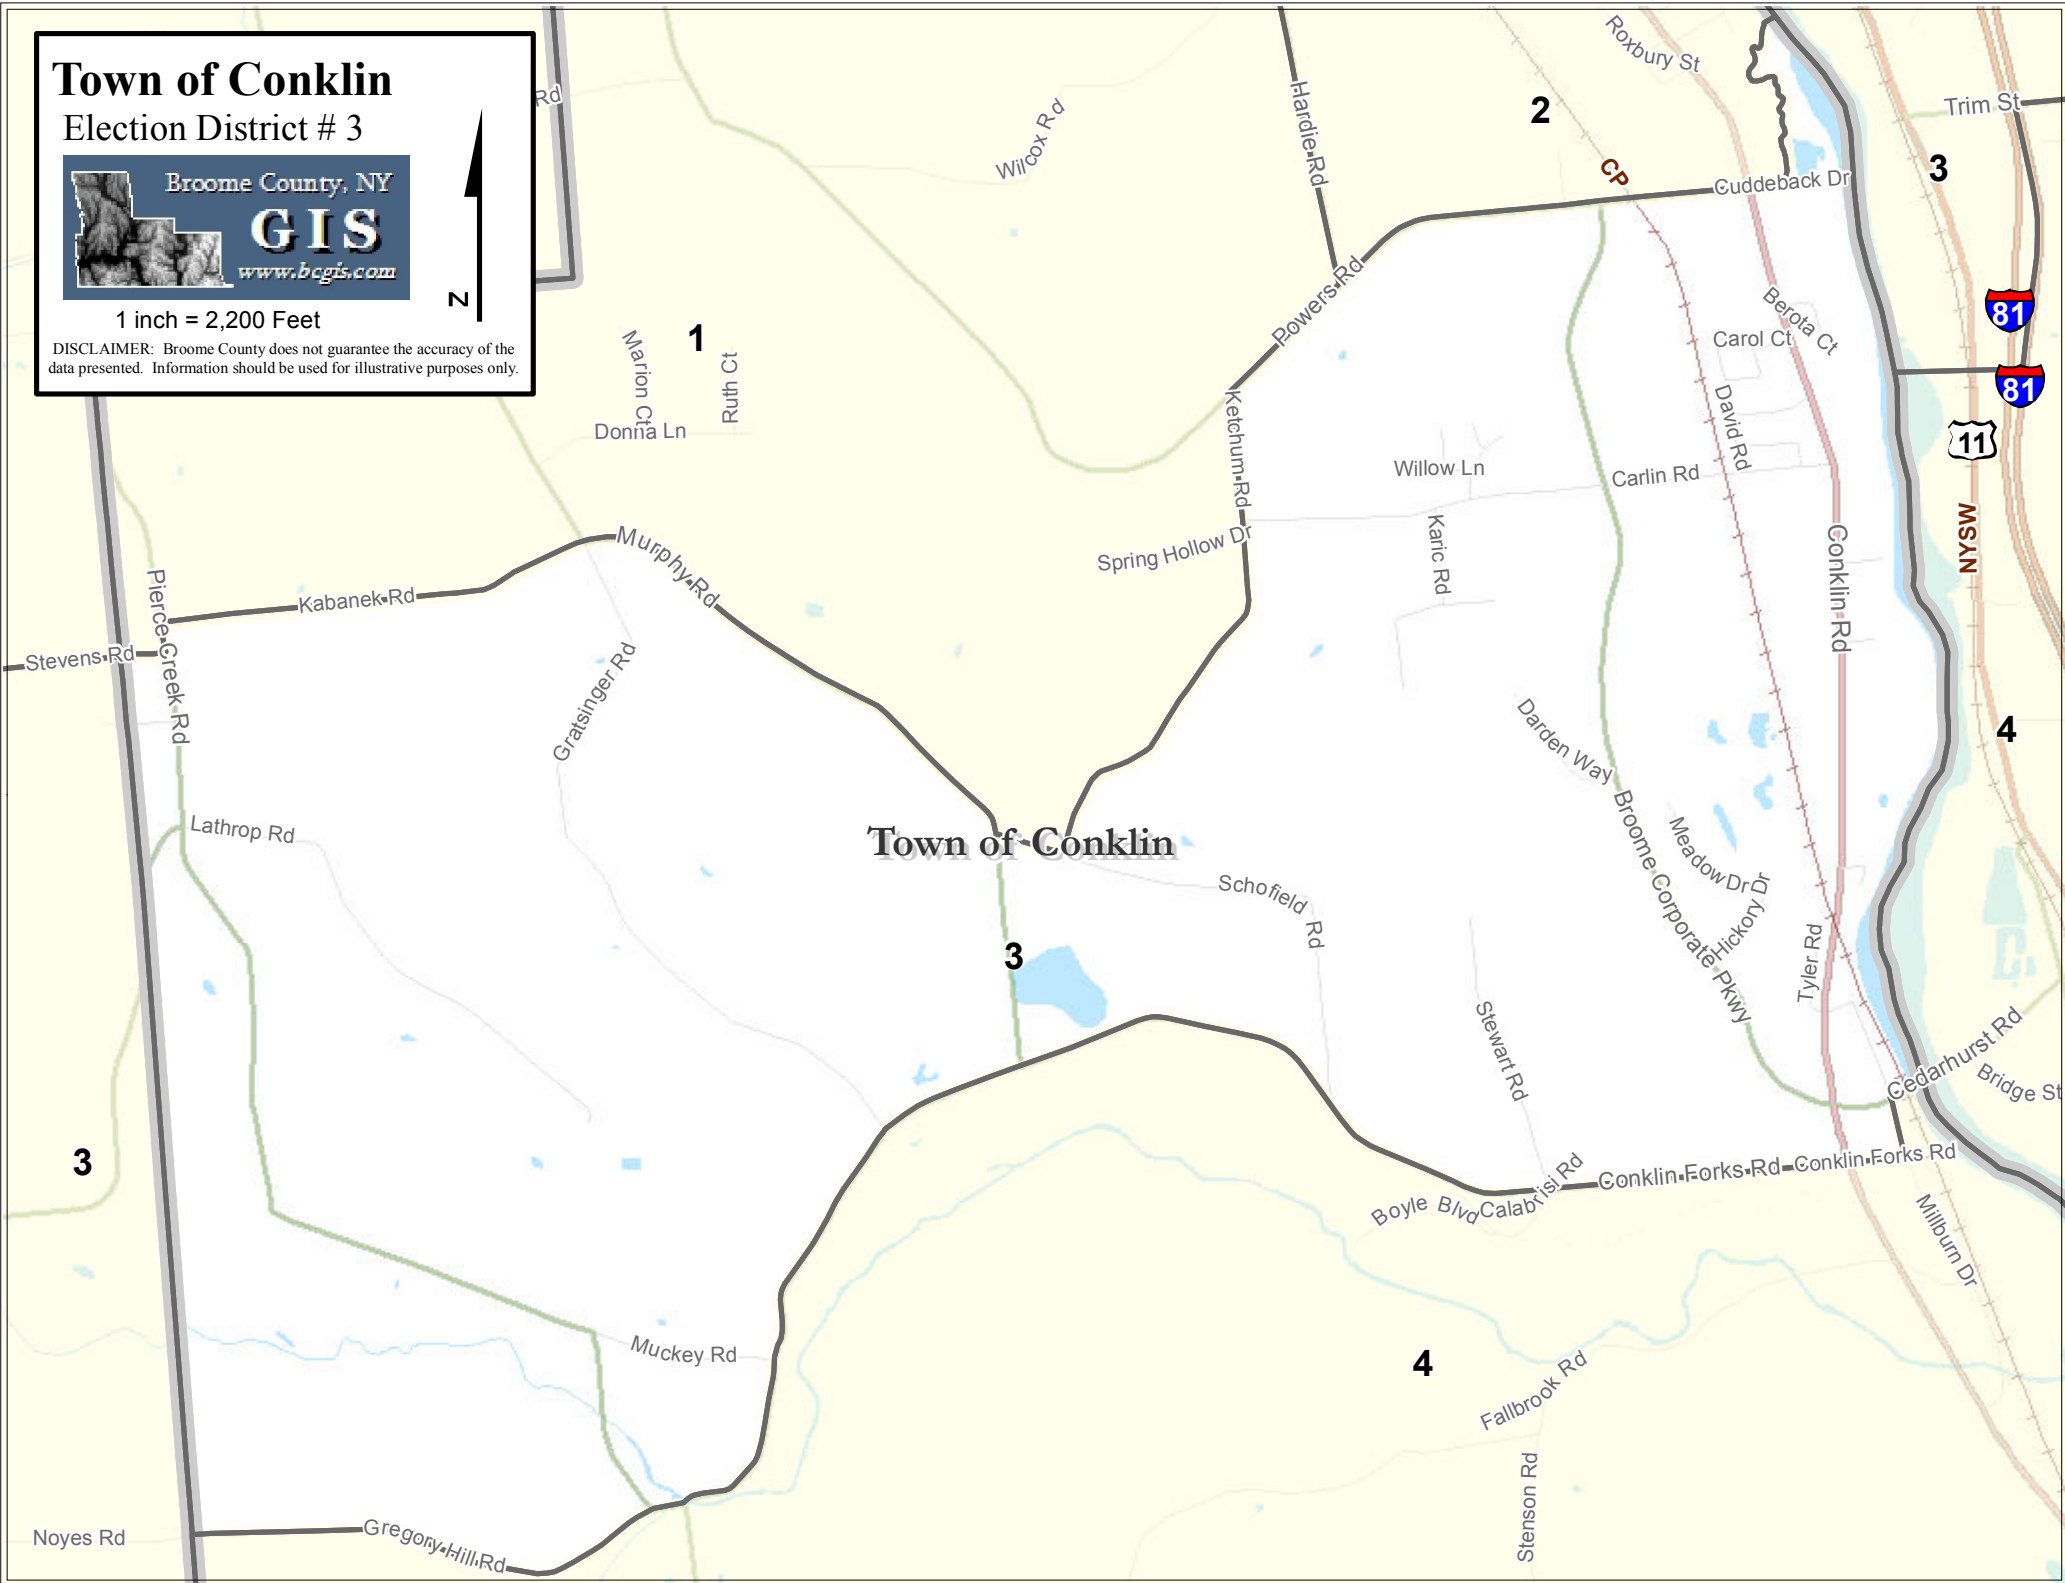 Town of Conklin
Election District # 3
Broome County, NY
GIS
www.bcgis.com
N
1 inch = 2,200 Feet
DISCLAIMER: Broome County does not guarantee the accuracy of the
data presented. Information should be used for illustrative purposes only.
Rd
Wilcox Rd
Hardie Rd
2
Roxbury St
CP
Cuddeback Dr
Trim St
3
81
81
11
NYSW
1
Marion Ct
Ruth Ct
Donna Ln
Powers Rd
Ketchum Rd
Berota Ct
Carol Ct
David Rd
Willow Ln
Carlin Rd
Spring Hollow Dr
Karic Rd
Conklin Rd
Murphy Rd
Kabanek Rd
Stevens Rd
Pierce Creek Rd
Gratsinger Rd
Darden Way
4
Lathrop Rd
Town of Conklin
Broome Corporate Pkwy
Meadow Dr
Hickory Dr
Schofield Rd
3
Tyler Rd
Stewart Rd
Cedarhurst Rd
Bridge St
3
Conklin Forks Rd
Conklin Forks Rd
Boyle Blvd
Calabrisi Rd
Millburn Dr
Muckey Rd
4
Fallbrook Rd
Stenson Rd
Noyes Rd
Gregory Hill Rd